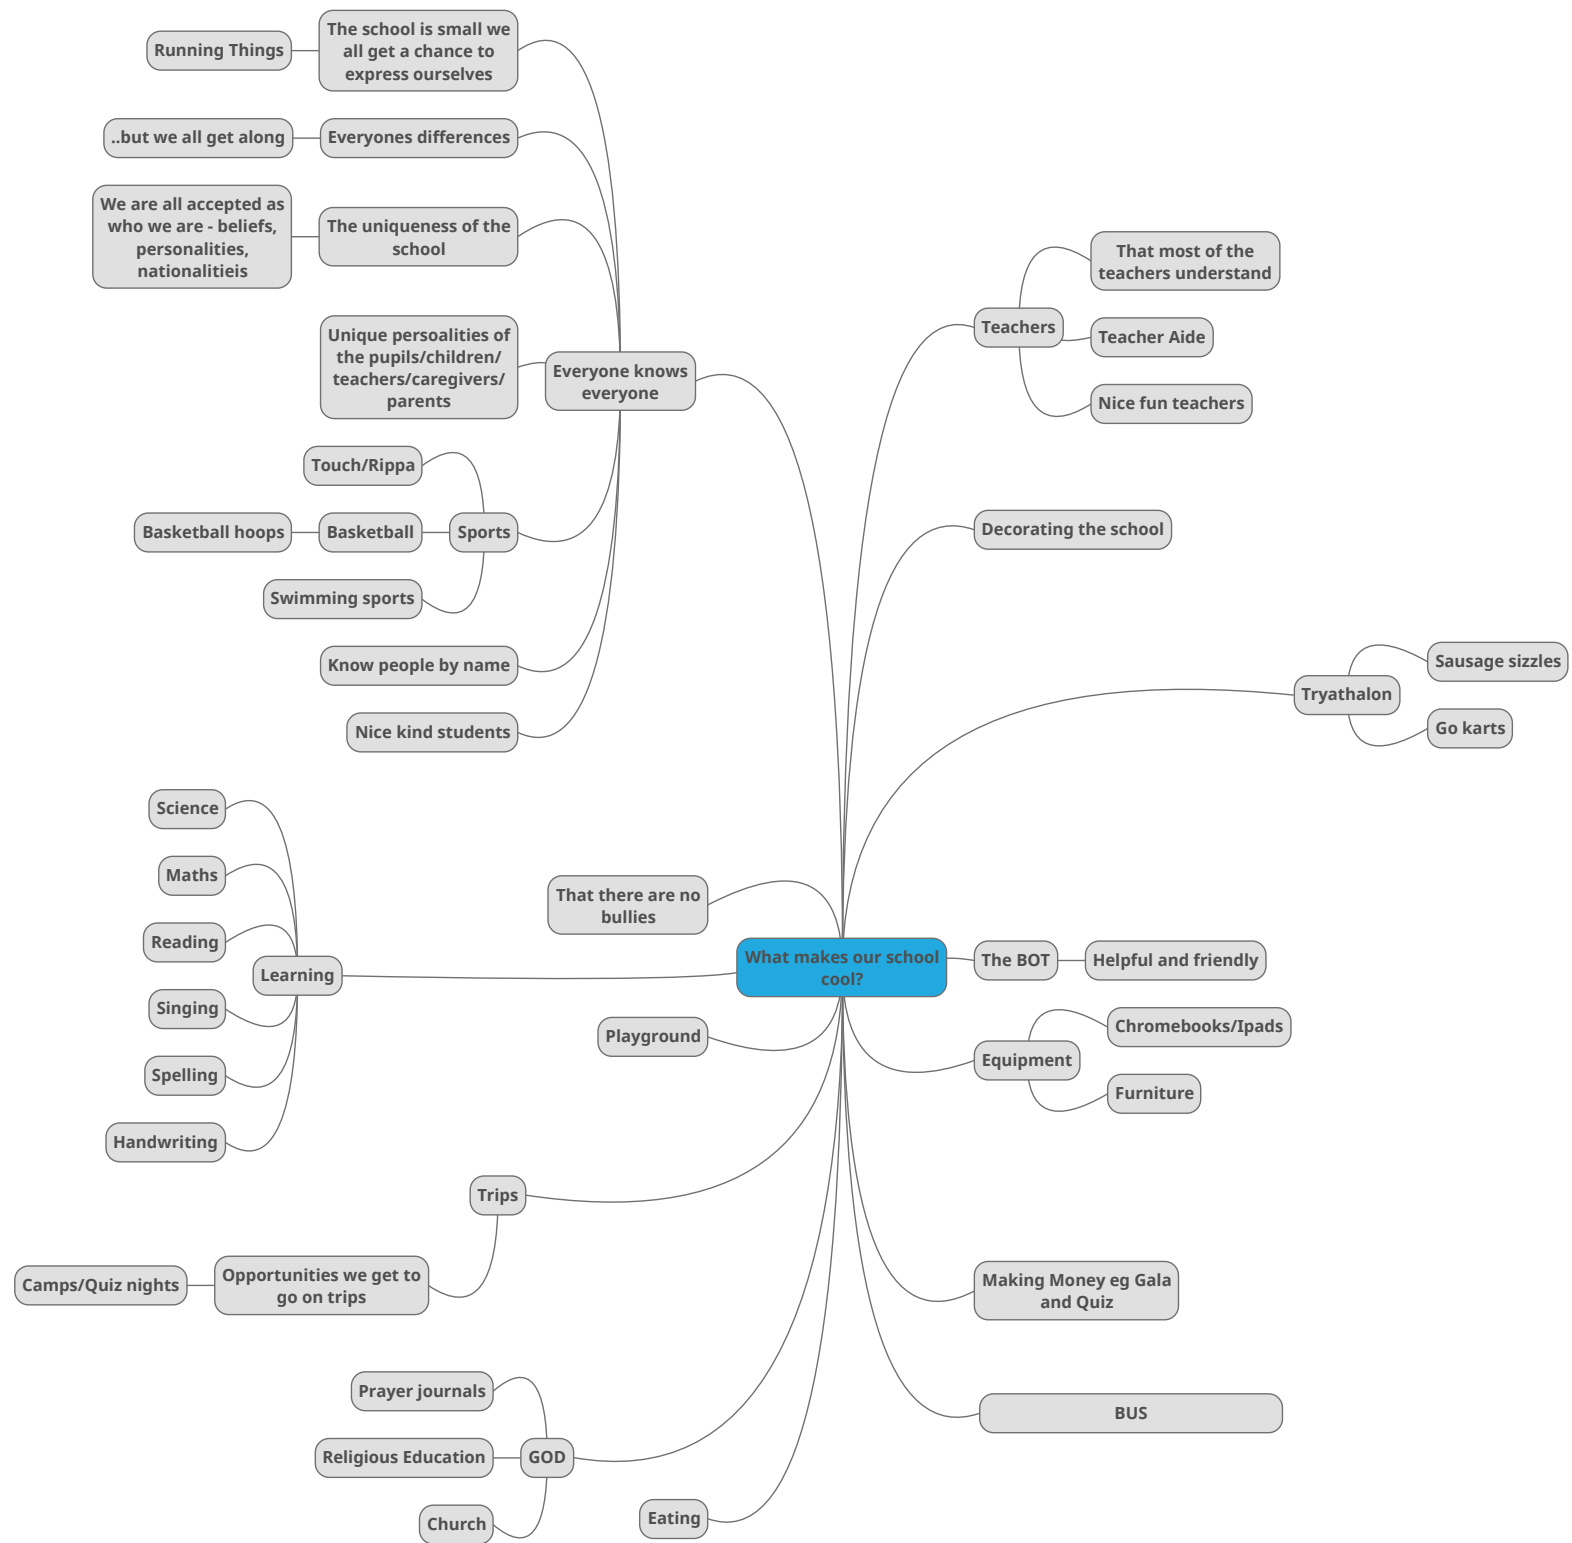 The school is small we
all get a chance to
express ourselves
Running Things
Everyones differences
..but we all get along
The uniqueness of the
school
We are all accepted as
who we are - beliefs,
personalities,
nationalitieis
Unique persoalities of
the pupils/children/
teachers/caregivers/
parents
Everyone knows
everyone
Touch/Rippa
Sports
Basketball
Basketball hoops
Swimming sports
Know people by name
Nice kind students
Teachers
That most of the
teachers understand
Teacher Aide
Nice fun teachers
Decorating the school
Tryathalon
Sausage sizzles
Go karts
That there are no
bullies
What makes our school
cool?
The BOT
Helpful and friendly
Learning
Science
Maths
Reading
Singing
Spelling
Handwriting
Playground
Equipment
Chromebooks/Ipads
Furniture
Trips
Opportunities we get to
go on trips
Camps/Quiz nights
Making Money eg Gala
and Quiz
BUS
GOD
Prayer journals
Religious Education
Church
Eating